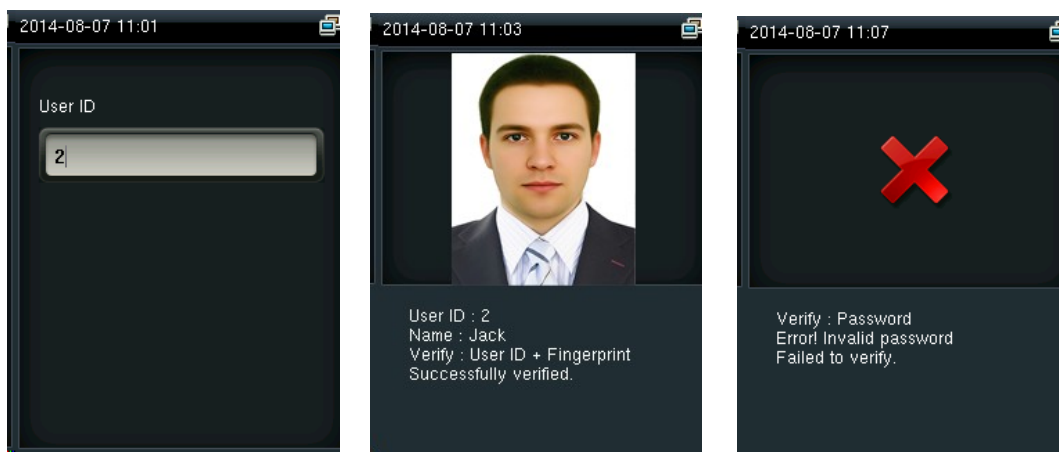 2014-08-07 11:01
User ID
2
2014-08-07 11:03
User ID : 2
Name : Jack
Verify : User ID + Fingerprint
Successfully verified.
2014-08-07 11:07
Verify : Password
Error! Invalid password
Failed to verify.